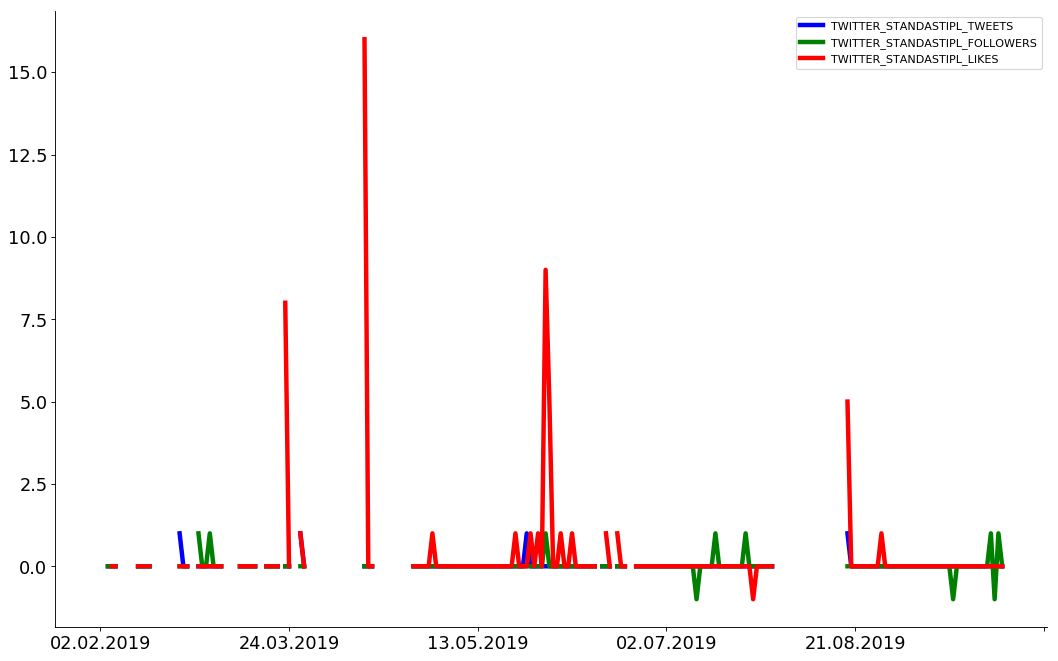 TWITTER_STANDASTIPL_TWEETS
TWITTER_STANDASTIPL_FOLLOWERS
TWITTER_STANDASTIPL_LIKES
15.0
12.5
10.0
7.5
5.0
2.5
0.0
02.02.2019 24.03.2019 13.05.2019 02.07.2019 21.08.2019